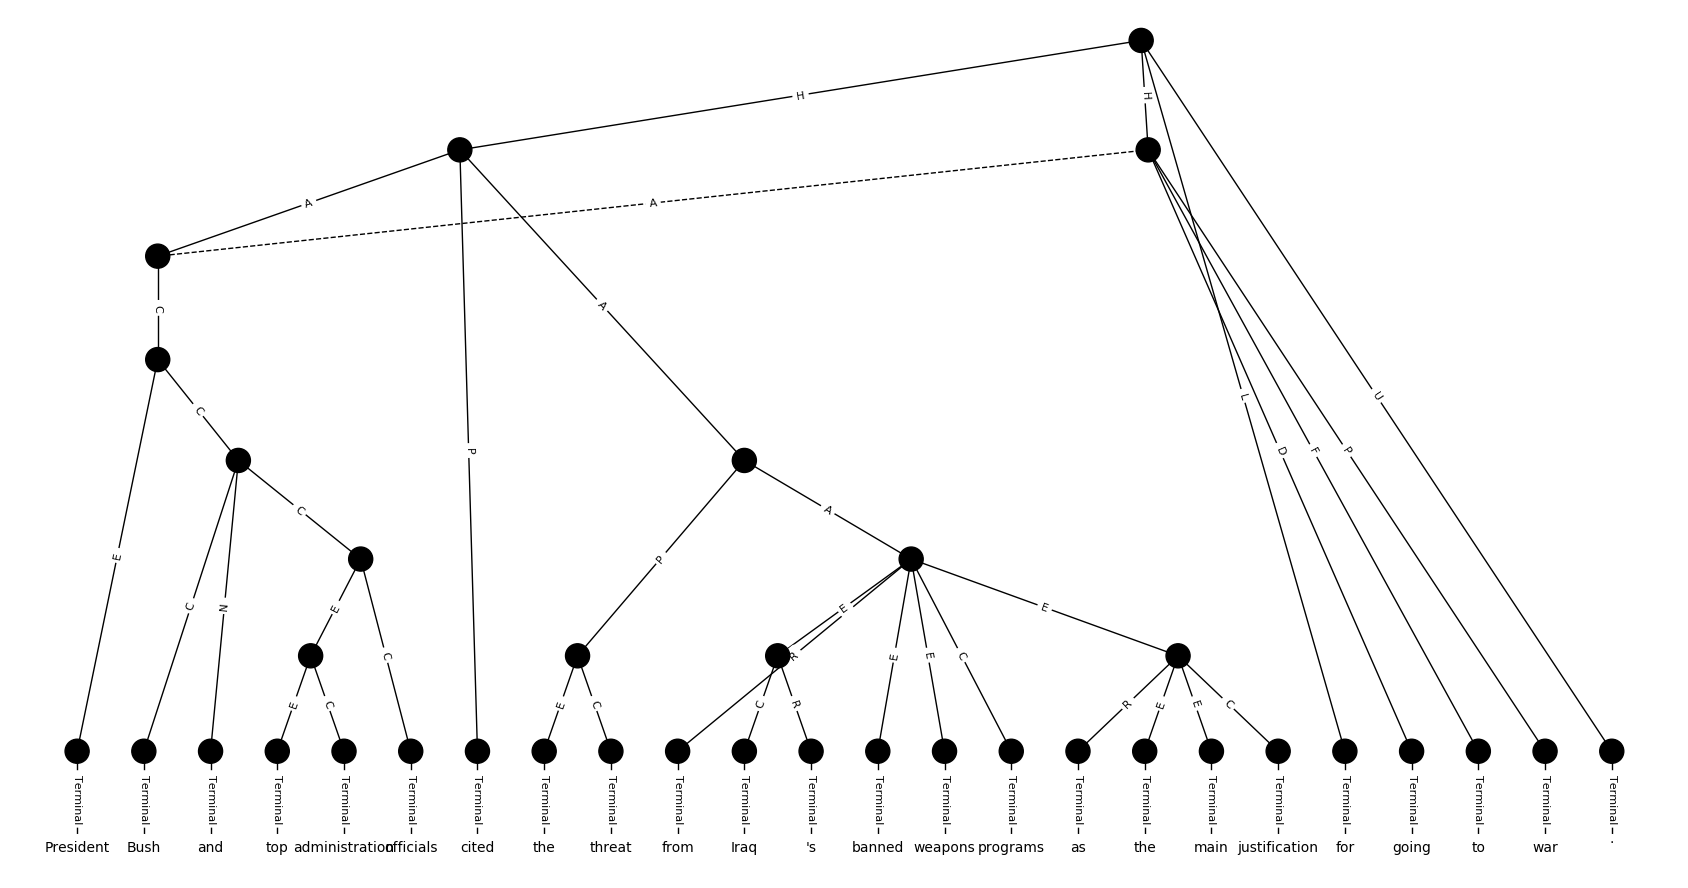 H
H
A
A
C
A
C
L
U
P
D
F
P
A
C
E
P
E
C
N
E
E
E
C
R
E
E
C
E
C
E
C
C
R
R
E
E
C
Terminal Terminal Terminal Terminal Terminal Terminal Terminal Terminal Terminal Terminal Terminal Terminal Terminal Terminal Terminal Terminal Terminal Terminal Terminal Terminal Terminal Terminal Terminal Terminal
President Bush and top administration officials cited the threat from Iraq 's banned weapons programs as the main justification for going to war .